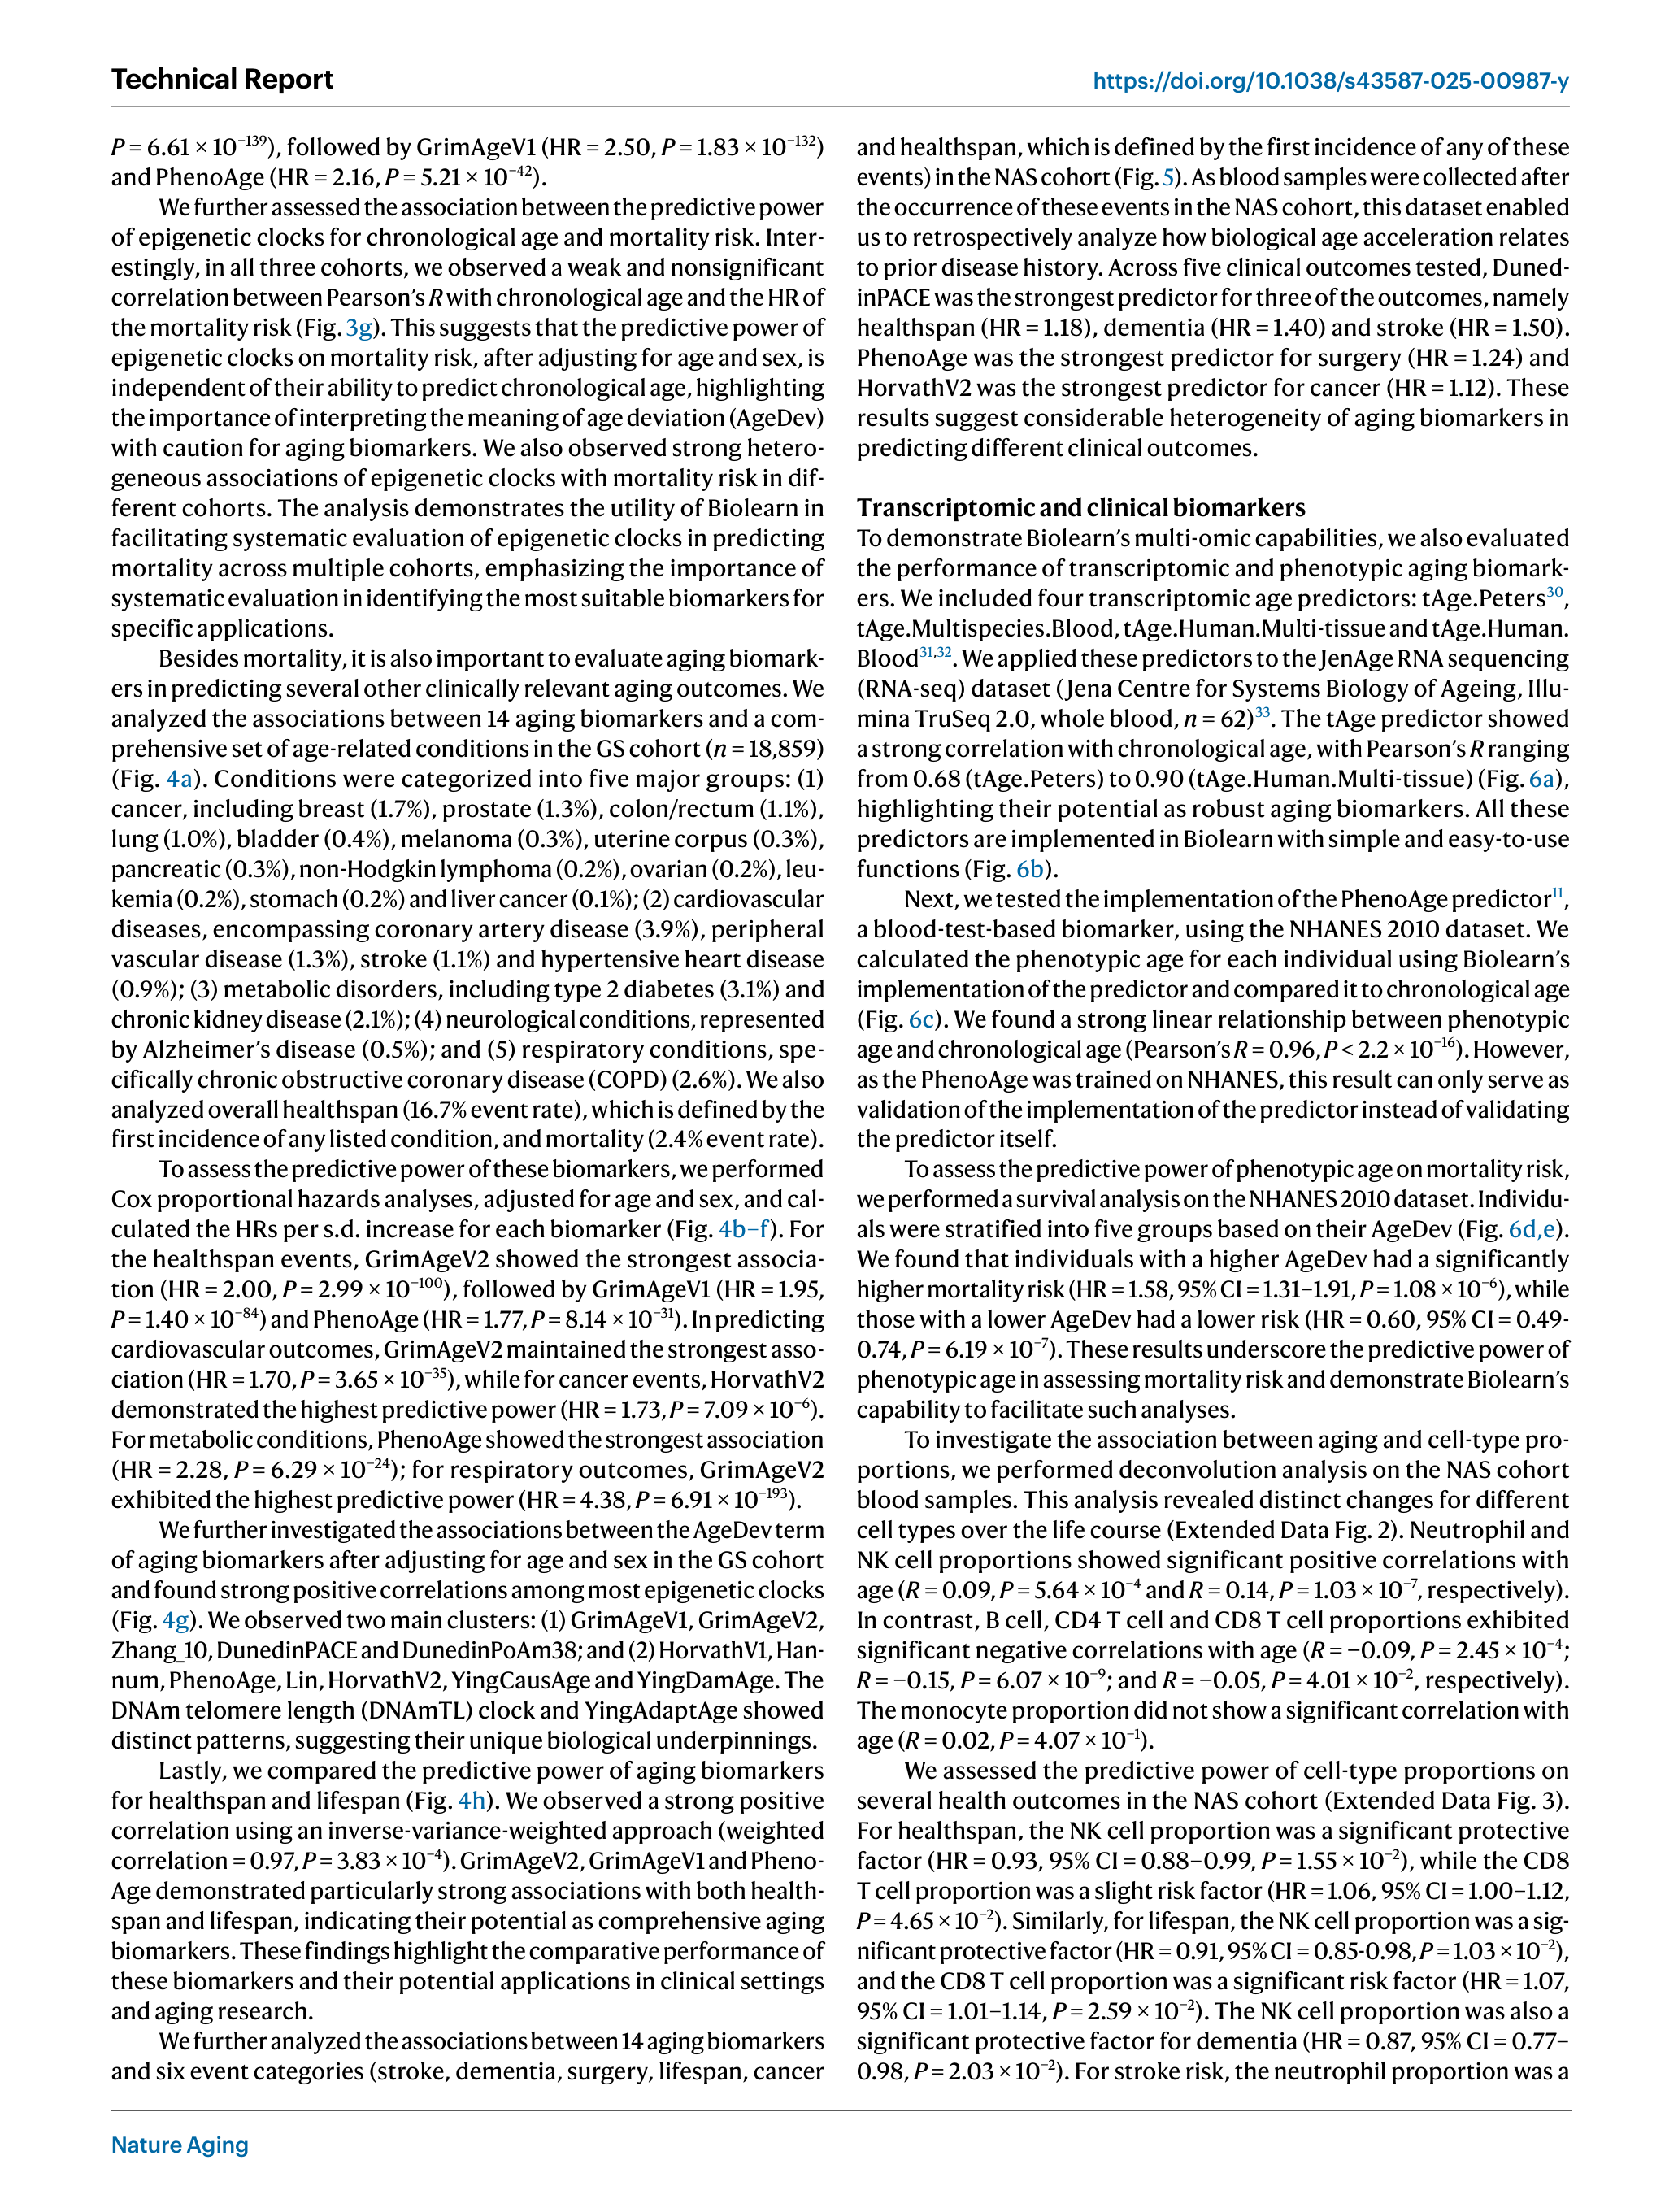 Technical Report
https://doi.org/10.1038/s43587-025-00987-y
P = 6.61 × 10⁻¹³⁹), followed by GrimAgeV1 (HR = 2.50, P = 1.83 × 10⁻¹³²)
and PhenoAge (HR = 2.16, P = 5.21 × 10⁻⁴²).
We further assessed the association between the predictive power
of epigenetic clocks for chronological age and mortality risk. Inter-
estingly, in all three cohorts, we observed a weak and nonsignificant
correlation between Pearson's R with chronological age and the HR of
the mortality risk (Fig. 3g). This suggests that the predictive power of
epigenetic clocks on mortality risk, after adjusting for age and sex, is
independent of their ability to predict chronological age, highlighting
the importance of interpreting the meaning of age deviation (AgeDev)
with caution for aging biomarkers. We also observed strong hetero-
geneous associations of epigenetic clocks with mortality risk in dif-
ferent cohorts. The analysis demonstrates the utility of Biolearn in
facilitating systematic evaluation of epigenetic clocks in predicting
mortality across multiple cohorts, emphasizing the importance of
systematic evaluation in identifying the most suitable biomarkers for
specific applications.
Besides mortality, it is also important to evaluate aging biomark-
ers in predicting several other clinically relevant aging outcomes. We
analyzed the associations between 14 aging biomarkers and a com-
prehensive set of age-related conditions in the GS cohort (n = 18,859)
(Fig. 4a). Conditions were categorized into five major groups: (1)
cancer, including breast (1.7%), prostate (1.3%), colon/rectum (1.1%),
lung (1.0%), bladder (0.4%), melanoma (0.3%), uterine corpus (0.3%),
pancreatic (0.3%), non-Hodgkin lymphoma (0.2%), ovarian (0.2%), leu-
kemia (0.2%), stomach (0.2%) and liver cancer (0.1%); (2) cardiovascular
diseases, encompassing coronary artery disease (3.9%), peripheral
vascular disease (1.3%), stroke (1.1%) and hypertensive heart disease
(0.9%); (3) metabolic disorders, including type 2 diabetes (3.1%) and
chronic kidney disease (2.1%); (4) neurological conditions, represented
by Alzheimer's disease (0.5%); and (5) respiratory conditions, spe-
cifically chronic obstructive coronary disease (COPD) (2.6%). We also
analyzed overall healthspan (16.7% event rate), which is defined by the
first incidence of any listed condition, and mortality (2.4% event rate).
To assess the predictive power of these biomarkers, we performed
Cox proportional hazards analyses, adjusted for age and sex, and cal-
culated the HRs per s.d. increase for each biomarker (Fig. 4b–f). For
the healthspan events, GrimAgeV2 showed the strongest associa-
tion (HR = 2.00, P = 2.99 × 10⁻¹⁰⁰), followed by GrimAgeV1 (HR = 1.95,
P = 1.40 × 10⁻⁸⁴) and PhenoAge (HR = 1.77, P = 8.14 × 10⁻³¹). In predicting
cardiovascular outcomes, GrimAgeV2 maintained the strongest asso-
ciation (HR = 1.70, P = 3.65 × 10⁻³⁵), while for cancer events, HorvathV2
demonstrated the highest predictive power (HR = 1.73, P = 7.09 × 10⁻⁶).
For metabolic conditions, PhenoAge showed the strongest association
(HR = 2.28, P = 6.29 × 10⁻²⁴); for respiratory outcomes, GrimAgeV2
exhibited the highest predictive power (HR = 4.38, P = 6.91 × 10⁻¹⁹³).
We further investigated the associations between the AgeDev term
of aging biomarkers after adjusting for age and sex in the GS cohort
and found strong positive correlations among most epigenetic clocks
(Fig. 4g). We observed two main clusters: (1) GrimAgeV1, GrimAgeV2,
Zhang_10, DunedinPACE and DunedinPoAm38; and (2) HorvathV1, Han-
num, PhenoAge, Lin, HorvathV2, YingCausAge and YingDamAge. The
DNAm telomere length (DNAmTL) clock and YingAdaptAge showed
distinct patterns, suggesting their unique biological underpinnings.
Lastly, we compared the predictive power of aging biomarkers
for healthspan and lifespan (Fig. 4h). We observed a strong positive
correlation using an inverse-variance-weighted approach (weighted
correlation = 0.97, P = 3.83 × 10⁻⁴). GrimAgeV2, GrimAgeV1 and Pheno-
Age demonstrated particularly strong associations with both health-
span and lifespan, indicating their potential as comprehensive aging
biomarkers. These findings highlight the comparative performance of
these biomarkers and their potential applications in clinical settings
and aging research.
We further analyzed the associations between 14 aging biomarkers
and six event categories (stroke, dementia, surgery, lifespan, cancer
and healthspan, which is defined by the first incidence of any of these
events) in the NAS cohort (Fig. 5). As blood samples were collected after
the occurrence of these events in the NAS cohort, this dataset enabled
us to retrospectively analyze how biological age acceleration relates
to prior disease history. Across five clinical outcomes tested, Duned-
inPACE was the strongest predictor for three of the outcomes, namely
healthspan (HR = 1.18), dementia (HR = 1.40) and stroke (HR = 1.50).
PhenoAge was the strongest predictor for surgery (HR = 1.24) and
HorvathV2 was the strongest predictor for cancer (HR = 1.12). These
results suggest considerable heterogeneity of aging biomarkers in
predicting different clinical outcomes.
Transcriptomic and clinical biomarkers
To demonstrate Biolearn's multi-omic capabilities, we also evaluated
the performance of transcriptomic and phenotypic aging biomark-
ers. We included four transcriptomic age predictors: tAge.Peters³⁰,
tAge.Multispecies.Blood, tAge.Human.Multi-tissue and tAge.Human.
Blood³¹,³². We applied these predictors to the JenAge RNA sequencing
(RNA-seq) dataset (Jena Centre for Systems Biology of Ageing, Illu-
mina TruSeq 2.0, whole blood, n = 62)³³. The tAge predictor showed
a strong correlation with chronological age, with Pearson's R ranging
from 0.68 (tAge.Peters) to 0.90 (tAge.Human.Multi-tissue) (Fig. 6a),
highlighting their potential as robust aging biomarkers. All these
predictors are implemented in Biolearn with simple and easy-to-use
functions (Fig. 6b).
Next, we tested the implementation of the PhenoAge predictor¹¹,
a blood-test-based biomarker, using the NHANES 2010 dataset. We
calculated the phenotypic age for each individual using Biolearn's
implementation of the predictor and compared it to chronological age
(Fig. 6c). We found a strong linear relationship between phenotypic
age and chronological age (Pearson's R = 0.96, P < 2.2 × 10⁻¹⁶). However,
as the PhenoAge was trained on NHANES, this result can only serve as
validation of the implementation of the predictor instead of validating
the predictor itself.
To assess the predictive power of phenotypic age on mortality risk,
we performed a survival analysis on the NHANES 2010 dataset. Individu-
als were stratified into five groups based on their AgeDev (Fig. 6d,e).
We found that individuals with a higher AgeDev had a significantly
higher mortality risk (HR = 1.58, 95% CI = 1.31–1.91, P = 1.08 × 10⁻⁶), while
those with a lower AgeDev had a lower risk (HR = 0.60, 95% CI = 0.49-
0.74, P = 6.19 × 10⁻⁷). These results underscore the predictive power of
phenotypic age in assessing mortality risk and demonstrate Biolearn's
capability to facilitate such analyses.
To investigate the association between aging and cell-type pro-
portions, we performed deconvolution analysis on the NAS cohort
blood samples. This analysis revealed distinct changes for different
cell types over the life course (Extended Data Fig. 2). Neutrophil and
NK cell proportions showed significant positive correlations with
age (R = 0.09, P = 5.64 × 10⁻⁴ and R = 0.14, P = 1.03 × 10⁻⁷, respectively).
In contrast, B cell, CD4 T cell and CD8 T cell proportions exhibited
significant negative correlations with age (R = −0.09, P = 2.45 × 10⁻⁴;
R = −0.15, P = 6.07 × 10⁻⁹; and R = −0.05, P = 4.01 × 10⁻², respectively).
The monocyte proportion did not show a significant correlation with
age (R = 0.02, P = 4.07 × 10⁻¹).
We assessed the predictive power of cell-type proportions on
several health outcomes in the NAS cohort (Extended Data Fig. 3).
For healthspan, the NK cell proportion was a significant protective
factor (HR = 0.93, 95% CI = 0.88–0.99, P = 1.55 × 10⁻²), while the CD8
T cell proportion was a slight risk factor (HR = 1.06, 95% CI = 1.00–1.12,
P = 4.65 × 10⁻²). Similarly, for lifespan, the NK cell proportion was a sig-
nificant protective factor (HR = 0.91, 95% CI = 0.85-0.98, P = 1.03 × 10⁻²),
and the CD8 T cell proportion was a significant risk factor (HR = 1.07,
95% CI = 1.01–1.14, P = 2.59 × 10⁻²). The NK cell proportion was also a
significant protective factor for dementia (HR = 0.87, 95% CI = 0.77–
0.98, P = 2.03 × 10⁻²). For stroke risk, the neutrophil proportion was a
Nature Aging